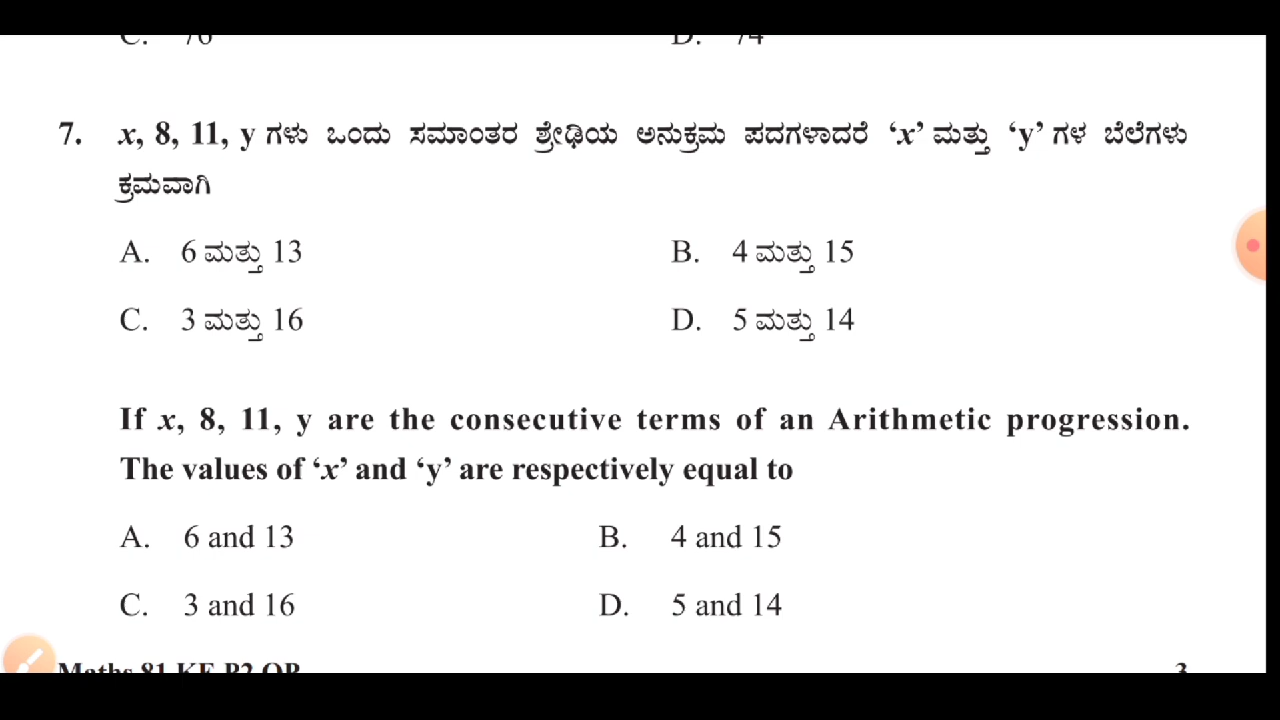 7. x, 8, 11, y ಗಳು ಒಂದು ಸಮಾಂತರ ಶ್ರೇಢಿಯ ಅನುಕ್ರಮ ಪದಗಳಾದರೆ ‘x’ ಮತ್ತು ‘y’ ಗಳ ಬೆಲೆಗಳು
ಕ್ರಮವಾಗಿ
A. 6 ಮತ್ತು 13 B. 4 ಮತ್ತು 15
C. 3 ಮತ್ತು 16 D. 5 ಮತ್ತು 14
If x, 8, 11, y are the consecutive terms of an Arithmetic progression.
The values of ‘x’ and ‘y’ are respectively equal to
A. 6 and 13 B. 4 and 15
C. 3 and 16 D. 5 and 14